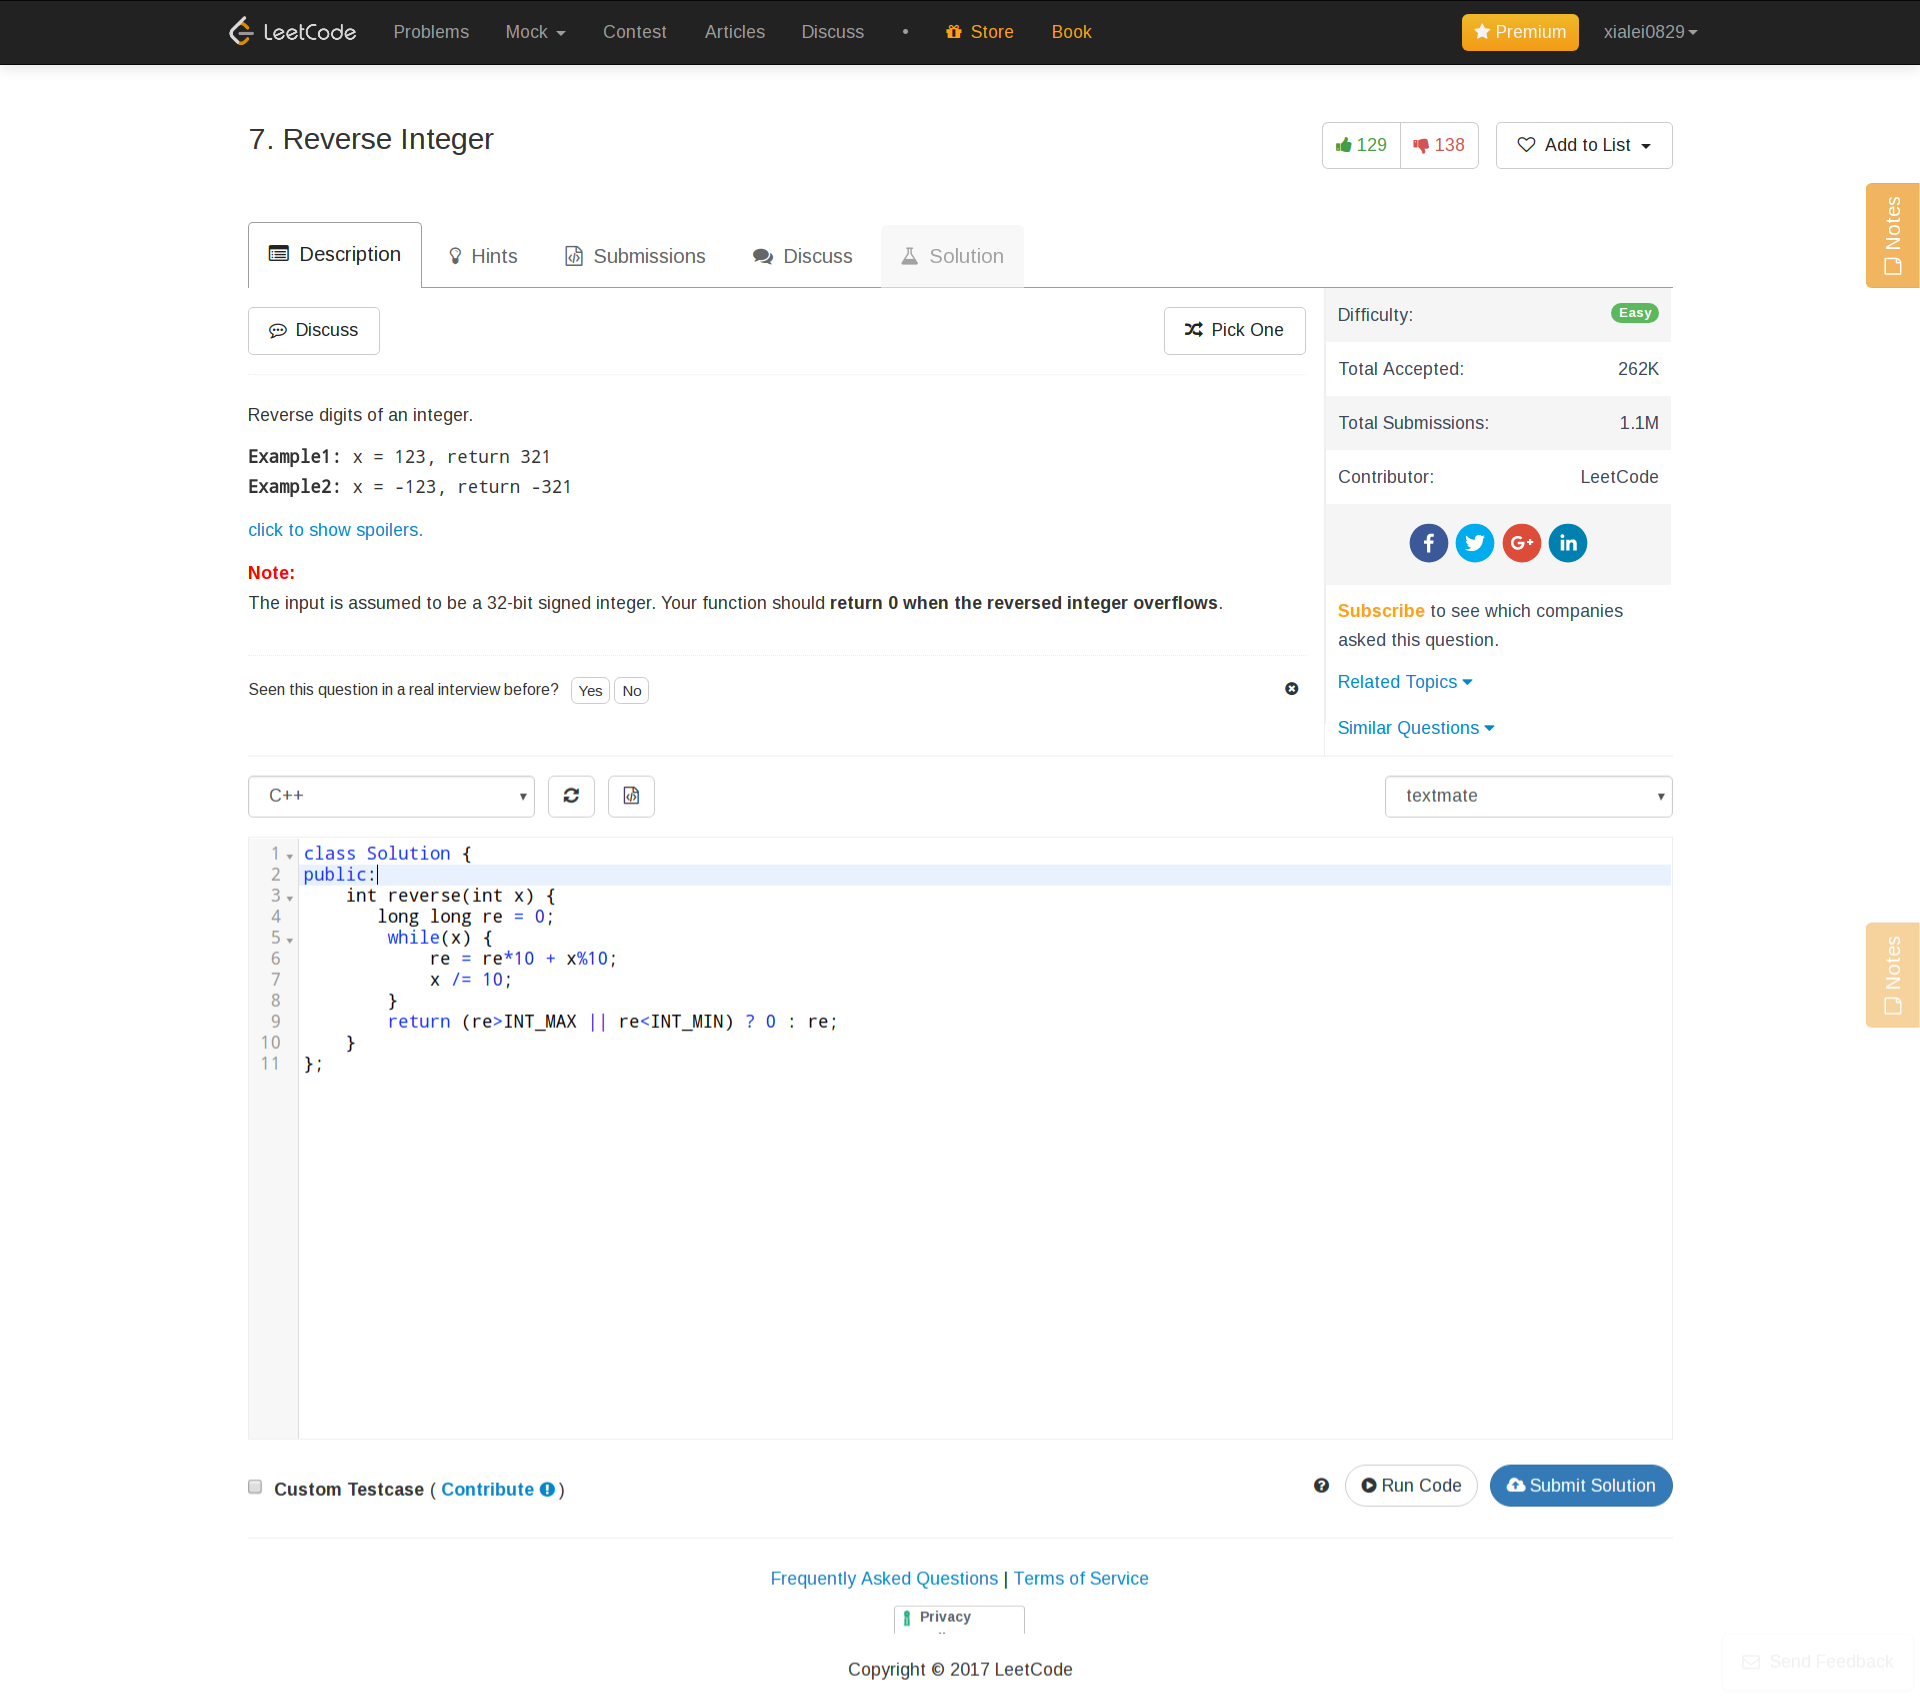 LeetCode Problems Mock Contest Articles Discuss • Store Book Premium xialei0829
7. Reverse Integer
129 138 Add to List
Notes
Description Hints Submissions Discuss Solution
Discuss Pick One
Reverse digits of an integer.
Example1: x = 123, return 321
Example2: x = -123, return -321
click to show spoilers.
Note:
The input is assumed to be a 32-bit signed integer. Your function should return 0 when the reversed integer overflows.
Seen this question in a real interview before? Yes No
Difficulty: Easy
Total Accepted: 262K
Total Submissions: 1.1M
Contributor: LeetCode
Subscribe to see which companies
asked this question.
Related Topics
Similar Questions
C++ textmate
1 class Solution {
2 public:
3     int reverse(int x) {
4        long long re = 0;
5         while(x) {
6             re = re*10 + x%10;
7             x /= 10;
8         }
9         return (re>INT_MAX || re<INT_MIN) ? 0 : re;
10     }
11 };
Notes
Custom Testcase ( Contribute )
Run Code Submit Solution
Frequently Asked Questions | Terms of Service
Privacy
Copyright © 2017 LeetCode
Send Feedback